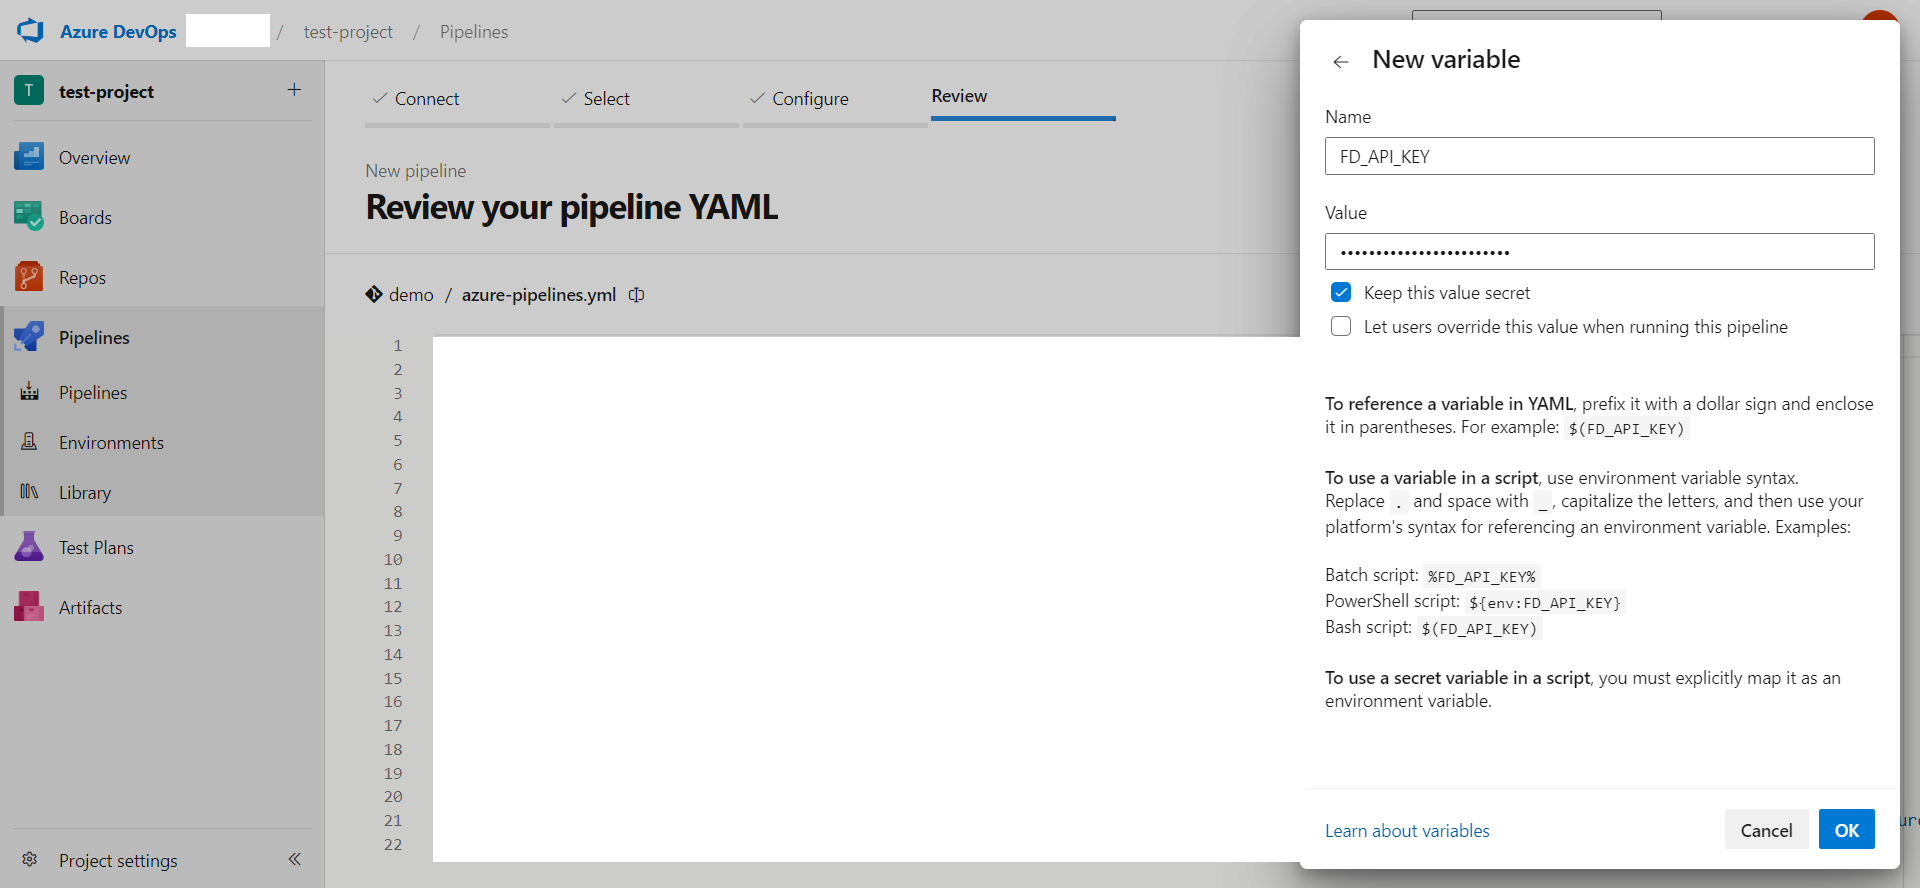 Azure DevOps / test-project / Pipelines
T test-project +
Overview
Boards
Repos
Pipelines
Pipelines
Environments
Library
Test Plans
Artifacts
Project settings
Connect
Select
Configure
Review
New pipeline
Review your pipeline YAML
demo / azure-pipelines.yml
1
2
3
4
5
6
7
8
9
10
11
12
13
14
15
16
17
18
19
20
21
22
New variable
Name
FD_API_KEY
Value
••••••••••••••••••••••••
Keep this value secret
Let users override this value when running this pipeline
To reference a variable in YAML, prefix it with a dollar sign and enclose
it in parentheses. For example: $(FD_API_KEY)
To use a variable in a script, use environment variable syntax.
Replace . and space with _, capitalize the letters, and then use your
platform's syntax for referencing an environment variable. Examples:
Batch script: %FD_API_KEY%
PowerShell script: ${env:FD_API_KEY}
Bash script: $(FD_API_KEY)
To use a secret variable in a script, you must explicitly map it as an
environment variable.
Learn about variables
Cancel
OK